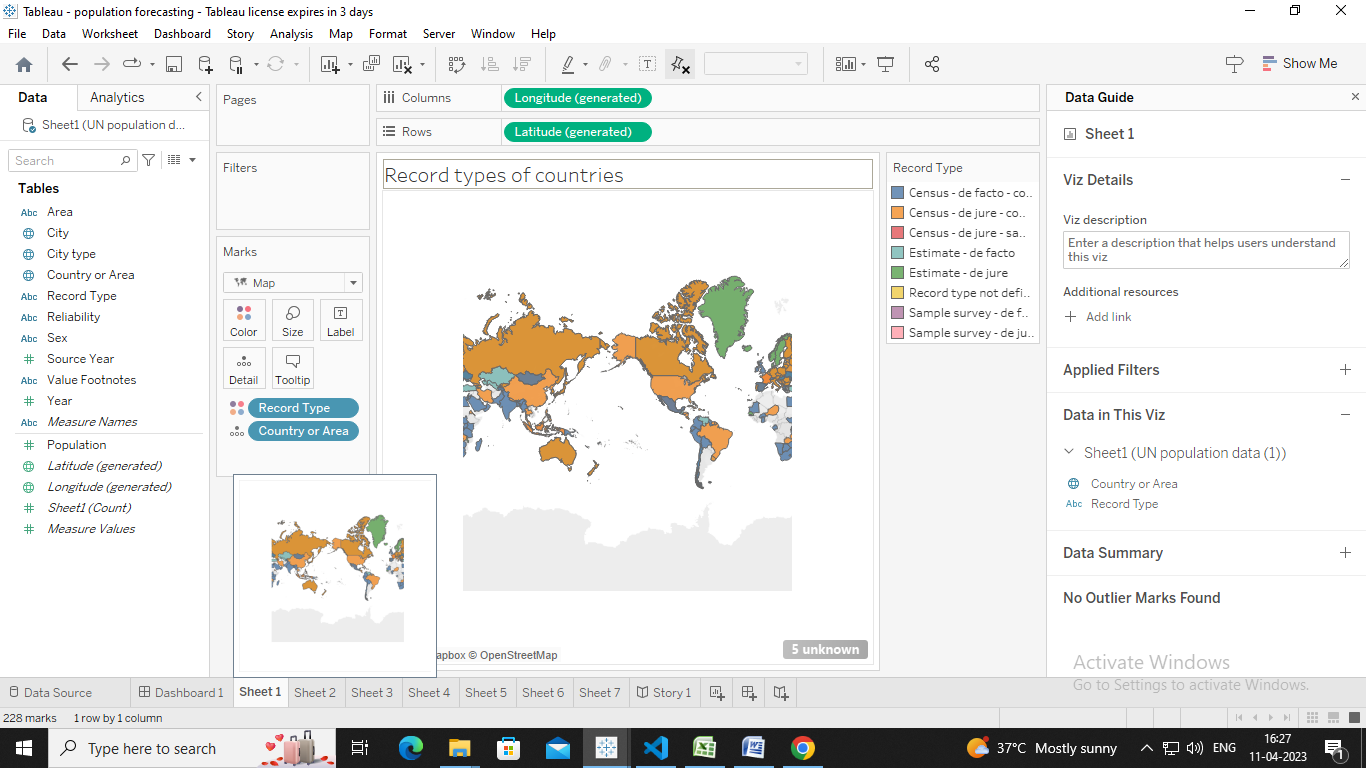 Tableau - population forecasting - Tableau license expires in 3 days
File Data Worksheet Dashboard Story Analysis Map Format Server Window Help
Show Me
Data Analytics
Sheet1 (UN population d...
Search
Tables
Abc Area
City
City type
Country or Area
Abc Record Type
Abc Reliability
Abc Sex
Source Year
Abc Value Footnotes
Year
Abc Measure Names
Population
Latitude (generated)
Longitude (generated)
Sheet1 (Count)
Measure Values
Pages
Filters
Marks
Map
Color Size Label
Detail Tooltip
Record Type
Country or Area
Columns Longitude (generated)
Rows Latitude (generated)
Record types of countries
apbox © OpenStreetMap
5 unknown
Record Type
Census - de facto - co..
Census - de jure - co..
Census - de jure - sa..
Estimate - de facto
Estimate - de jure
Record type not defi..
Sample survey - de f..
Sample survey - de ju..
Data Guide
Sheet 1
Viz Details
Viz description
Enter a description that helps users understand
this viz
Additional resources
Add link
Applied Filters
Data in This Viz
Sheet1 (UN population data (1))
Country or Area
Abc Record Type
Data Summary
No Outlier Marks Found
Activate Windows
Go to Settings to activate Windows.
Data Source Dashboard 1 Sheet 1 Sheet 2 Sheet 3 Sheet 4 Sheet 5 Sheet 6 Sheet 7 Story 1
228 marks 1 row by 1 column
Type here to search
37°C Mostly sunny
ENG
16:27
11-04-2023
1